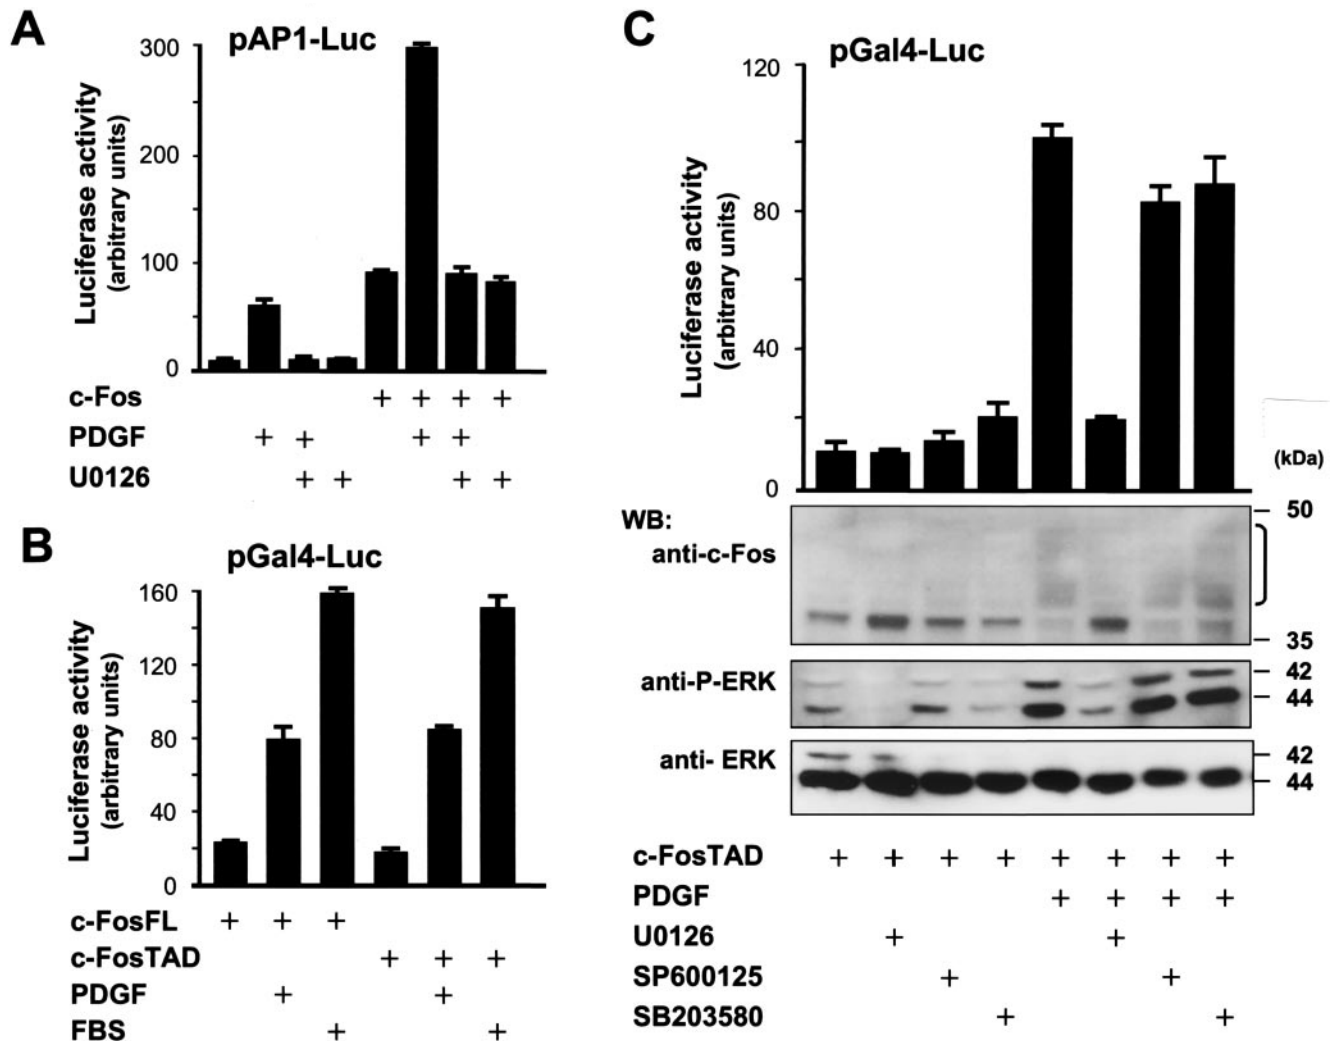 A
pAP1-Luc
300
200
100
0
Luciferase activity
(arbitrary units)
c-Fos + + + +
PDGF + + + +
U0126 + + + +
B
pGal4-Luc
160
120
80
40
0
Luciferase activity
(arbitrary units)
c-FosFL + + +
c-FosTAD + + +
PDGF + +
FBS + +
C
pGal4-Luc
120
80
40
0
Luciferase activity
(arbitrary units)
(kDa)
WB:
50
anti-c-Fos
35
42
anti-P-ERK
44
42
anti- ERK
44
c-FosTAD + + + + + + + +
PDGF + + + +
U0126 + +
SP600125 + +
SB203580 + +